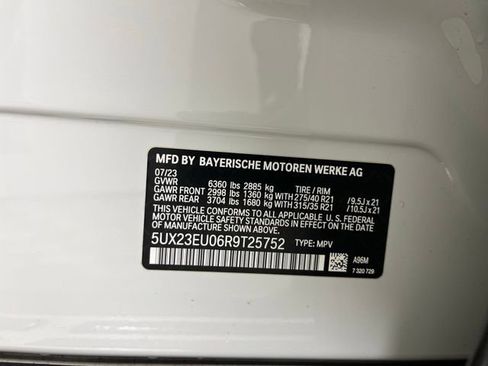 MFD BY BAYERISCHE MOTOREN WERKE AG
07/23
GVWR 6360 lbs 2885 kg TIRE / RIM
GAWR FRONT 2998 lbs 1360 kg WITH 275/40 R21 /9.5J x 21
GAWR REAR 3704 lbs 1680 kg WITH 315/35 R21 /10.5J x 21
THIS VEHICLE CONFORMS TO ALL APPLICABLE U. S. FEDERAL
MOTOR VEHICLE SAFETY STANDARDS IN EFFECT ON THE
DATE OF MANUFACTURE SHOWN ABOVE.
5UX23EU06R9T25752 TYPE: MPV
A96M
7 320 729